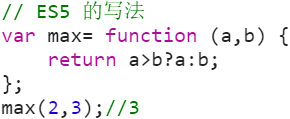 // ES5 的写法
var max= function (a,b) {
    return a>b?a:b;
};
max(2,3);//3